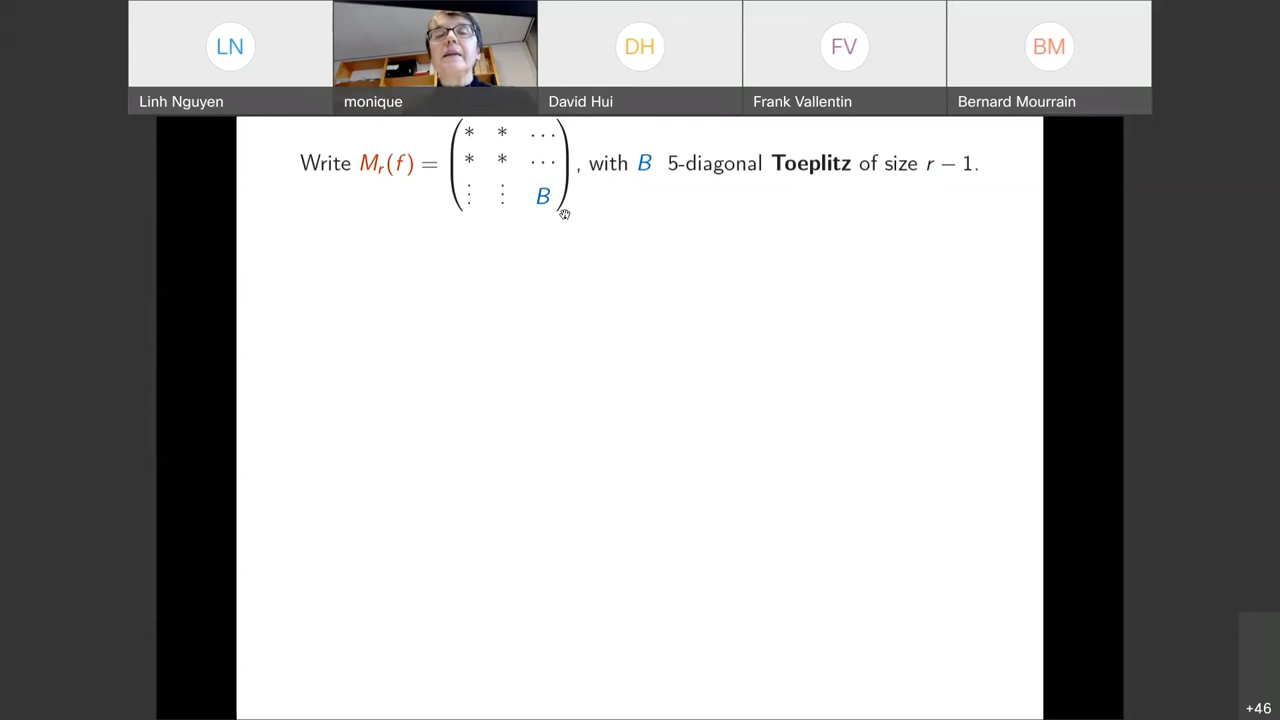 LN DH FV BM
Linh Nguyen monique David Hui Frank Vallentin Bernard Mourrain
* * ⋯
Write Mᵣ(f) = * * ⋯ , with B 5-diagonal Toeplitz of size r − 1.
⋮ ⋮ B
+46